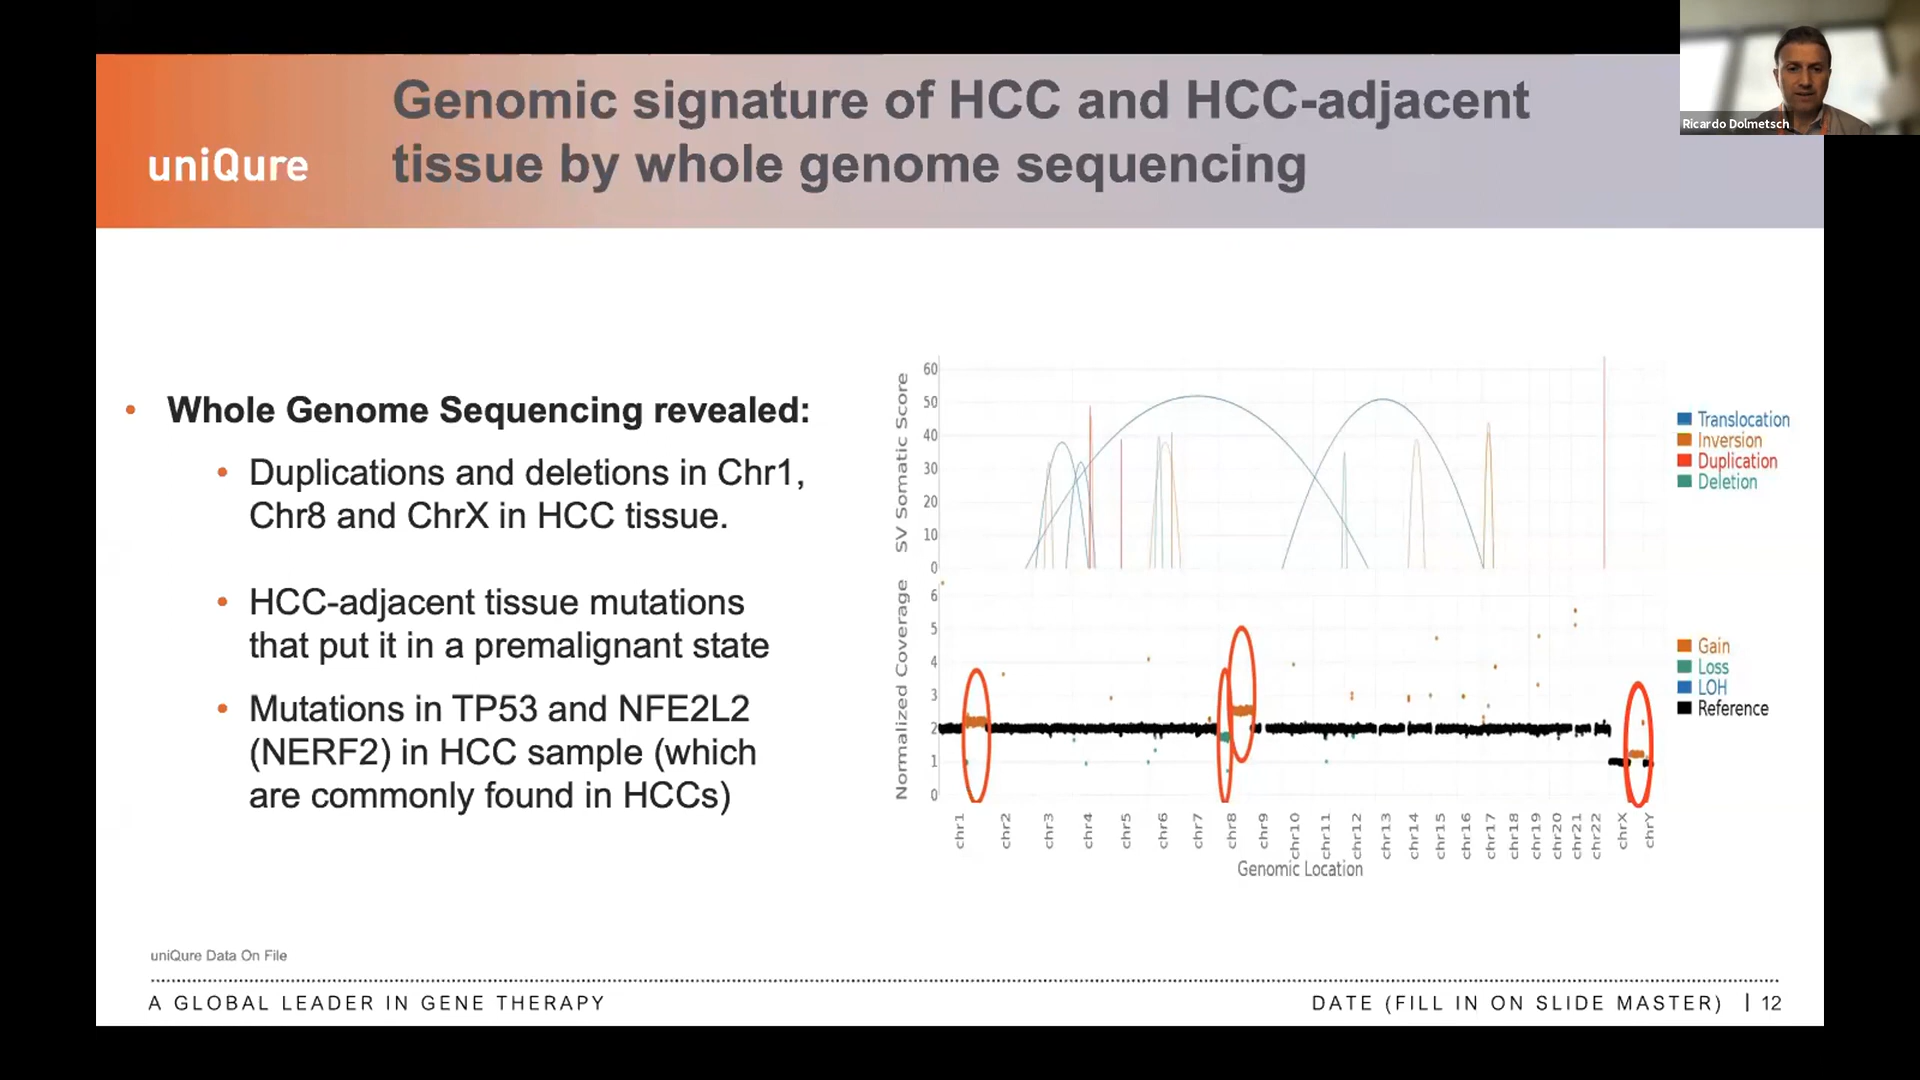 Ricardo Dolmetsch
uniQure
Genomic signature of HCC and HCC-adjacent
tissue by whole genome sequencing
• Whole Genome Sequencing revealed:
• Duplications and deletions in Chr1,
Chr8 and ChrX in HCC tissue.
• HCC-adjacent tissue mutations
that put it in a premalignant state
• Mutations in TP53 and NFE2L2
(NERF2) in HCC sample (which
are commonly found in HCCs)
SV Somatic Score
60
50
40
30
20
10
0
Translocation
Inversion
Duplication
Deletion
Normalized Coverage
6
5
4
3
2
1
0
Gain
Loss
LOH
Reference
chr1 chr2 chr3 chr4 chr5 chr6 chr7 chr8 chr9 chr10 chr11 chr12 chr13 chr14 chr15 chr16 chr17 chr18 chr19 chr20 chr21 chr22 chrX chrY
Genomic Location
uniQure Data On File
A GLOBAL LEADER IN GENE THERAPY
DATE (FILL IN ON SLIDE MASTER) | 12